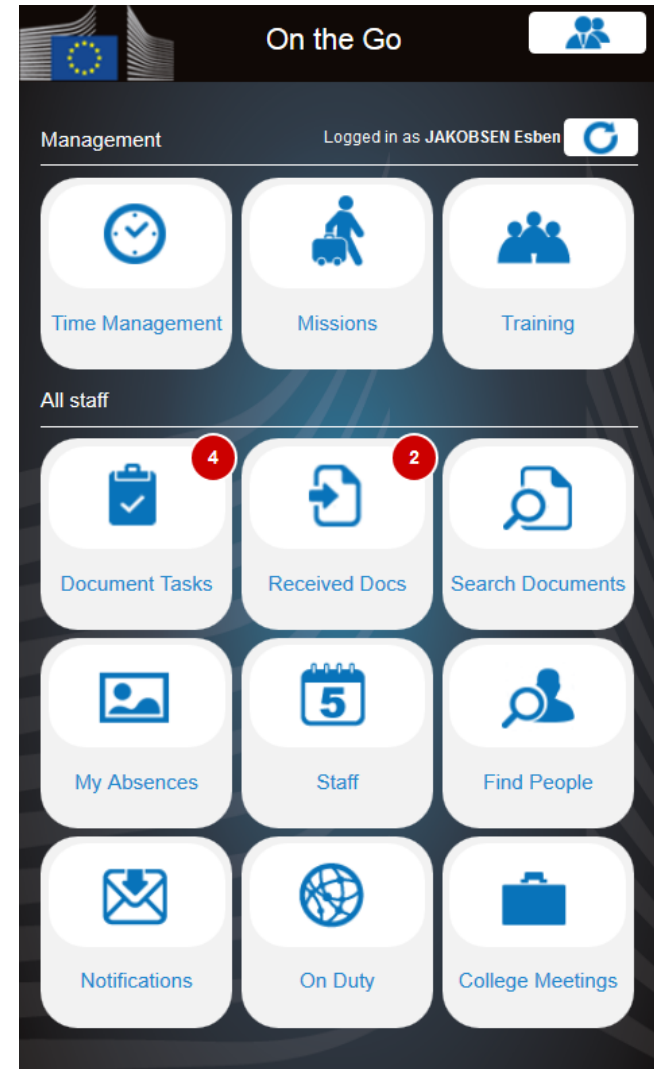 On the Go
Management
Logged in as JAKOBSEN Esben
Time Management
Missions
Training
All staff
4
2
Document Tasks
Received Docs
Search Documents
5
My Absences
Staff
Find People
Notifications
On Duty
College Meetings